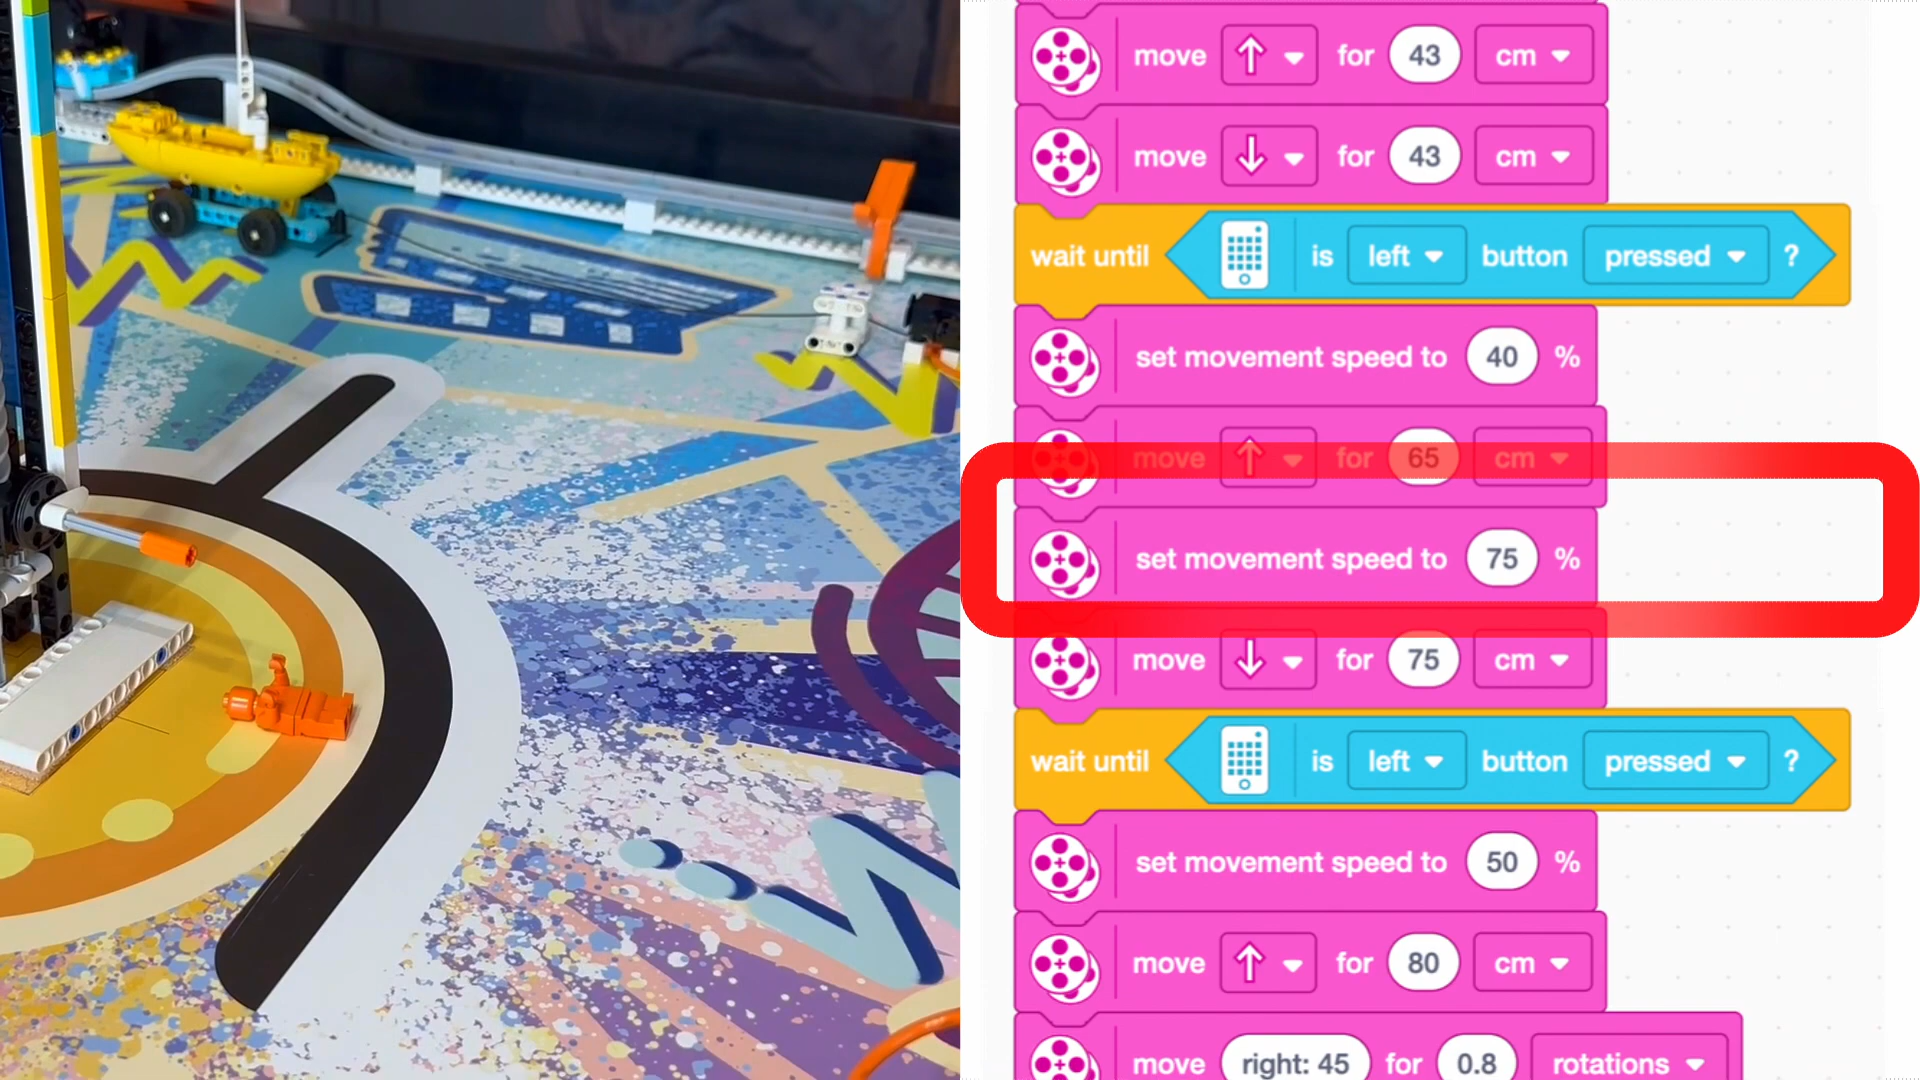 move for 43 cm
move for 43 cm
wait until is left button pressed ?
set movement speed to 40 %
move for 65 cm
set movement speed to 75 %
move for 75 cm
wait until is left button pressed ?
set movement speed to 50 %
move for 80 cm
move right: 45 for 0.8 rotations